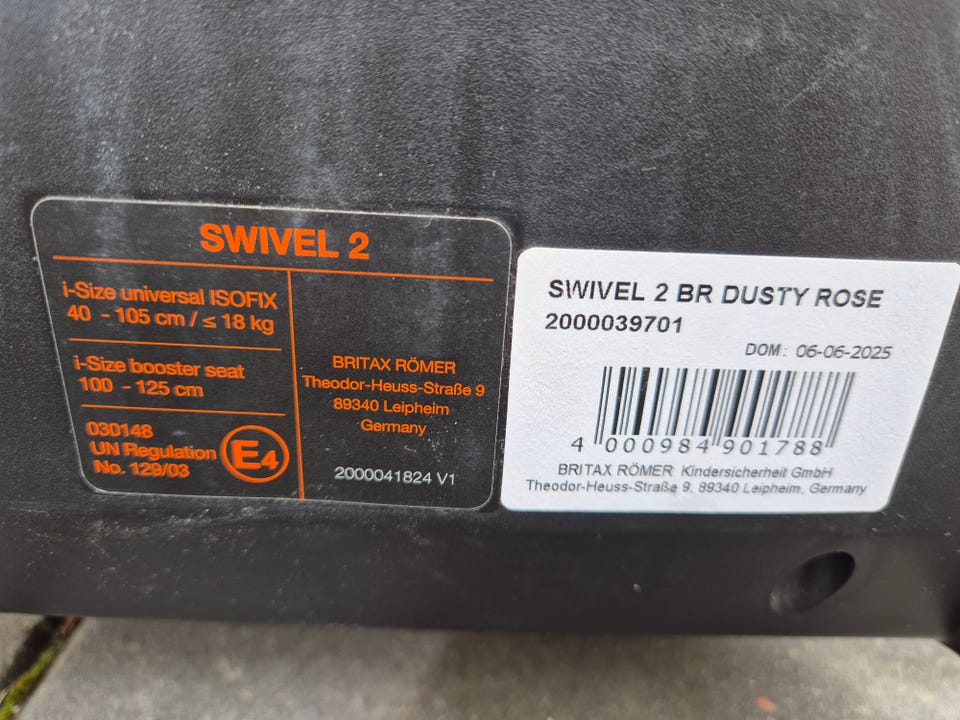 SWIVEL 2
i-Size universal ISOFIX
40 - 105 cm / ≤ 18 kg
i-Size booster seat
100 - 125 cm
030148
UN Regulation
No. 129/03
E4
BRITAX RÖMER
Theodor-Heuss-Straße 9
89340 Leipheim
Germany
2000041824 V1
SWIVEL 2 BR DUSTY ROSE
2000039701
DOM: 06-06-2025
4 000984 901788
BRITAX RÖMER Kindersicherheit GmbH
Theodor-Heuss-Straße 9, 89340 Leipheim, Germany